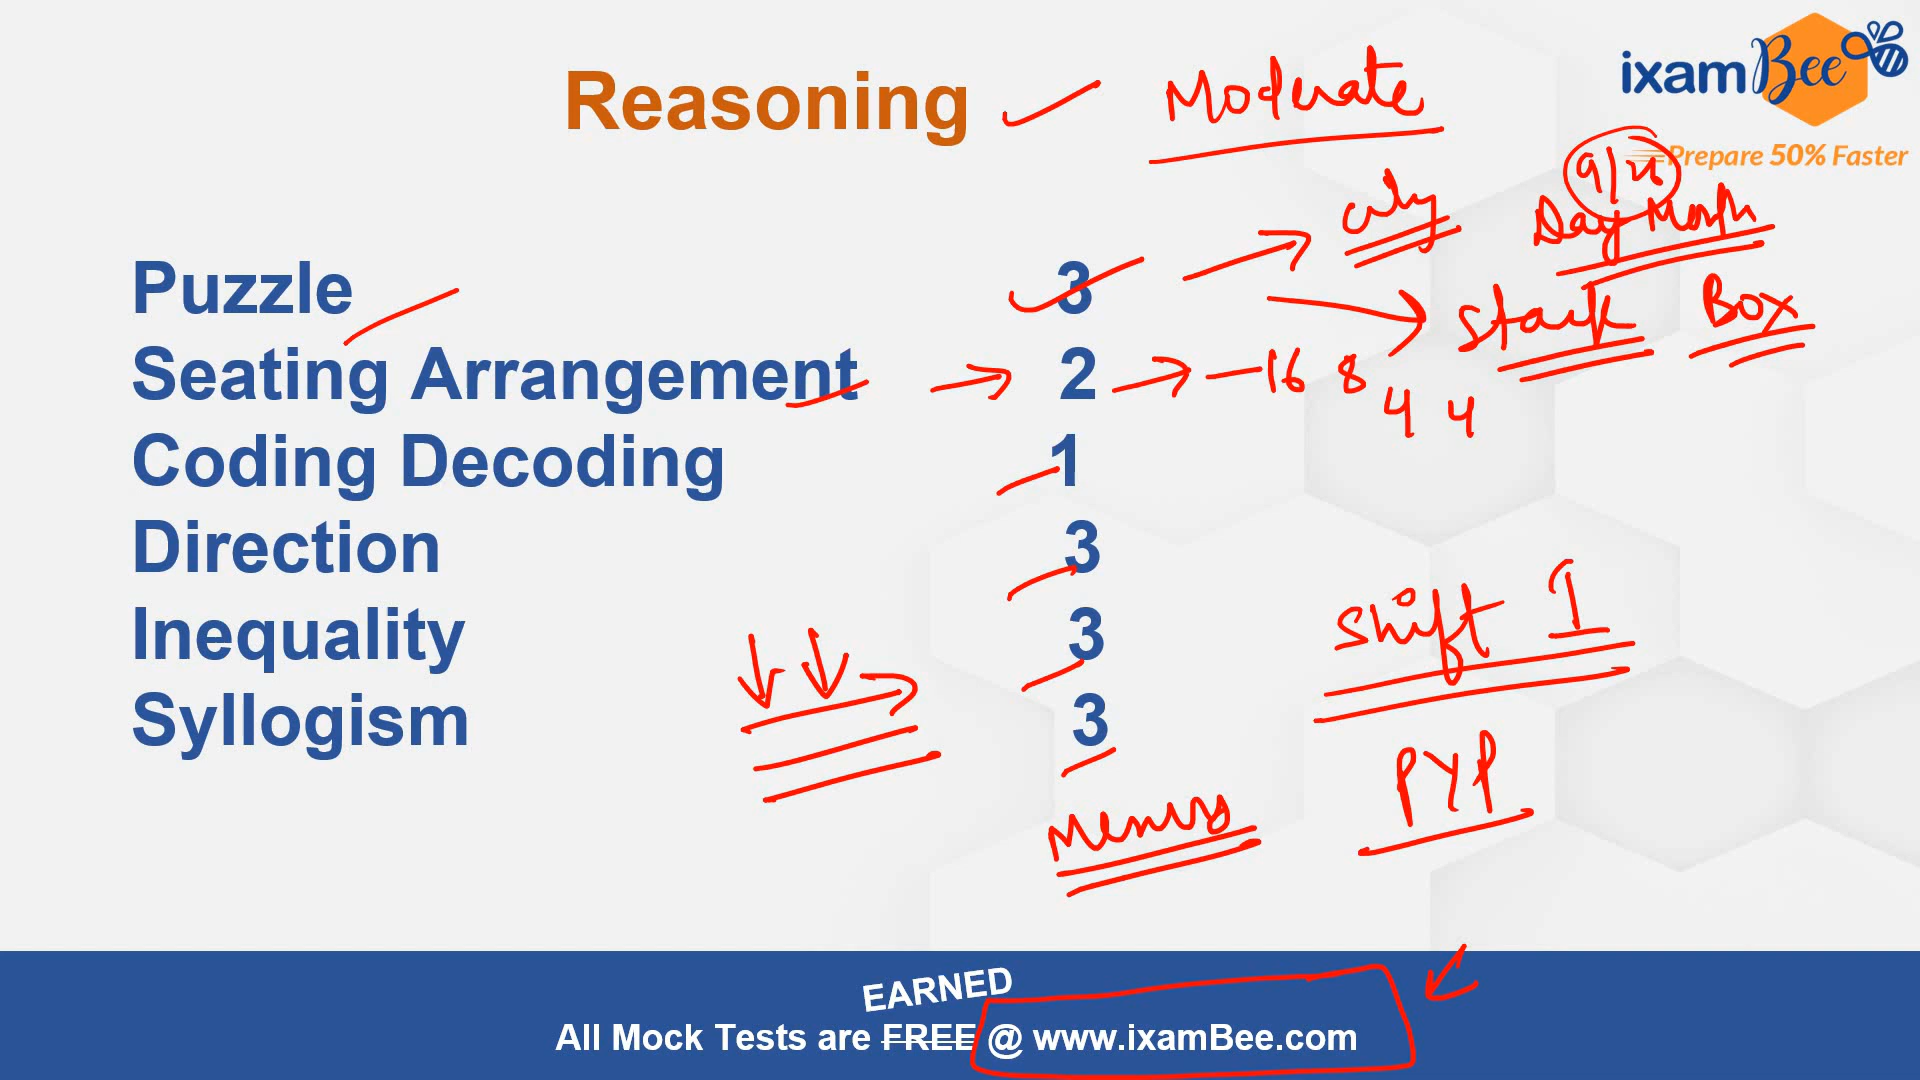 Reasoning Moderate
ixamBee
Prepare 50% Faster
9/26
Day Month
Puzzle 3
Stack Box
Seating Arrangement 2 16 8
4 4
Coding Decoding 1
Direction 3
Shift I
Inequality 3
Syllogism 3
PYP
EARNED
All Mock Tests are FREE @ www.ixamBee.com